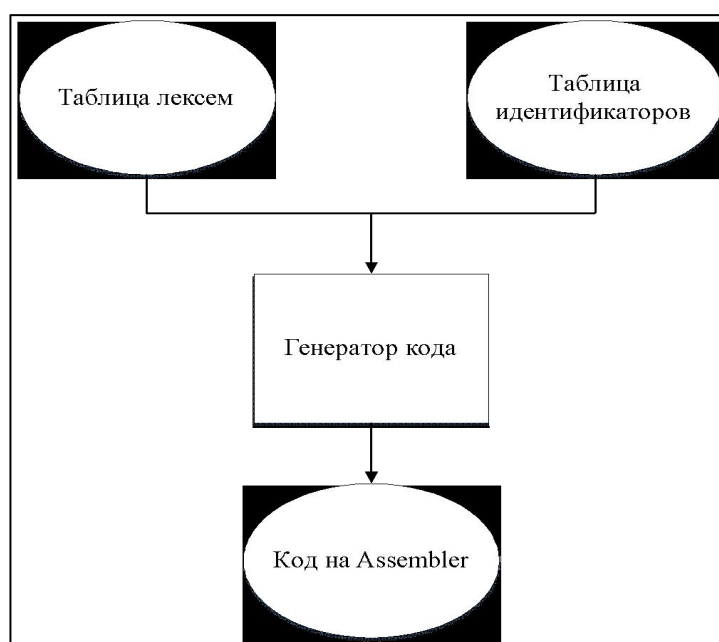 Таблица лексем
Таблица
идентификаторов
Генератор кода
Код на Assembler